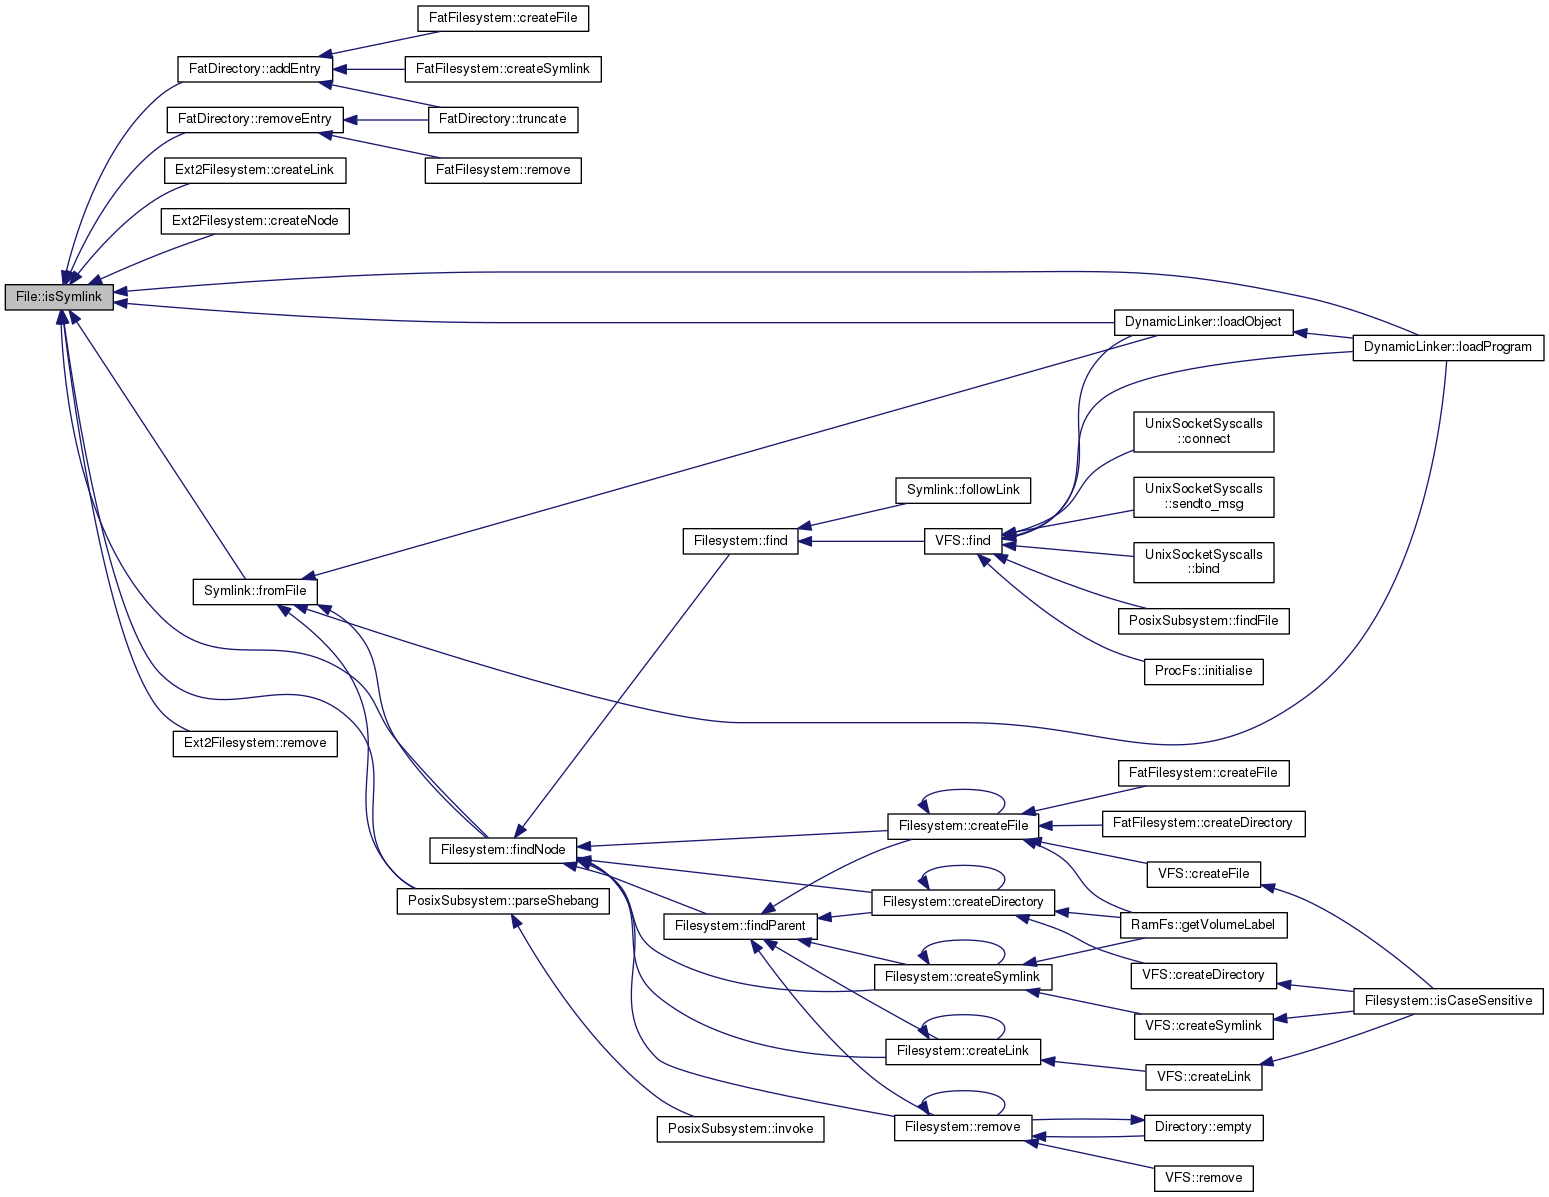 FatFilesystem::createFile
FatDirectory::addEntry
FatFilesystem::createSymlink
FatDirectory::removeEntry
FatDirectory::truncate
Ext2Filesystem::createLink
FatFilesystem::remove
Ext2Filesystem::createNode
File::isSymlink
DynamicLinker::loadObject
DynamicLinker::loadProgram
UnixSocketSyscalls
::connect
Symlink::followLink
UnixSocketSyscalls
::sendto_msg
Filesystem::find
VFS::find
UnixSocketSyscalls
::bind
Symlink::fromFile
PosixSubsystem::findFile
ProcFs::initialise
Ext2Filesystem::remove
FatFilesystem::createFile
Filesystem::createFile
FatFilesystem::createDirectory
Filesystem::findNode
VFS::createFile
PosixSubsystem::parseShebang
Filesystem::createDirectory
Filesystem::findParent
RamFs::getVolumeLabel
Filesystem::createSymlink
VFS::createDirectory
Filesystem::isCaseSensitive
VFS::createSymlink
Filesystem::createLink
VFS::createLink
PosixSubsystem::invoke
Filesystem::remove
Directory::empty
VFS::remove